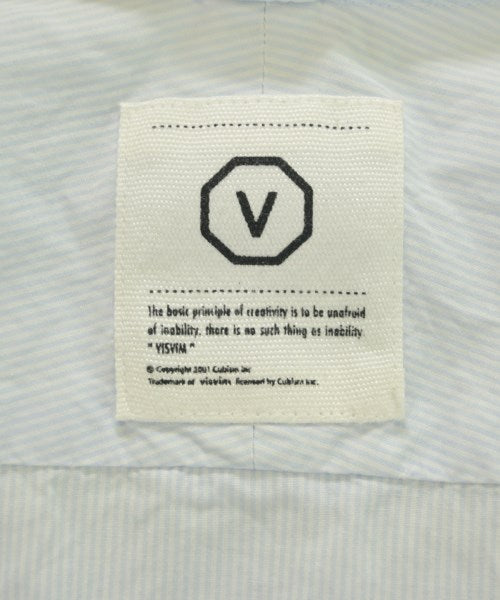 V
The basic principle of creativity is to be unafraid
of inability, there is no such thing as inability
" VISVIM "
© Copyright 2001 Cubism inc
Trademark of visvim licensed by Cubism Inc.